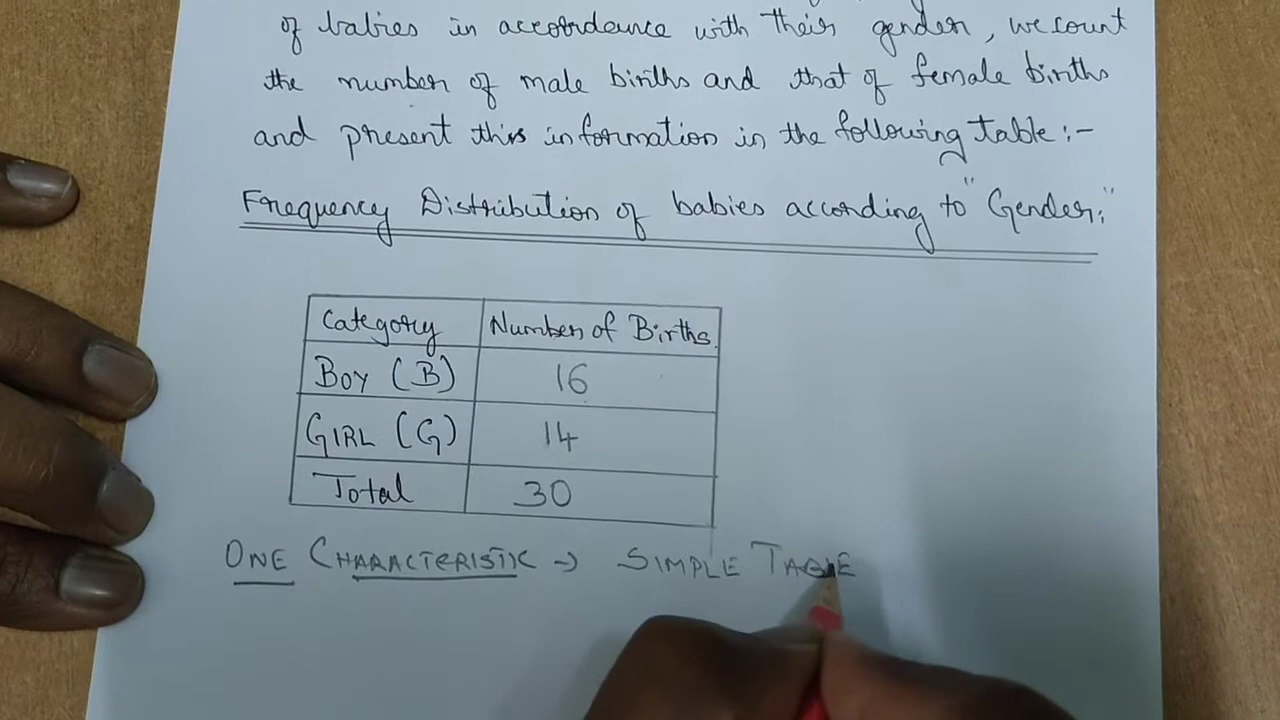 of babies in accordance with their gender, we count
the number of male births and that of female births
and present this information in the following table :-
Frequency Distribution of babies according to "Gender:"
Category Number of Births.
Boy (B) 16
GIRL (G) 14
Total 30
ONE CHARACTERISTIC → SIMPLE TABLE